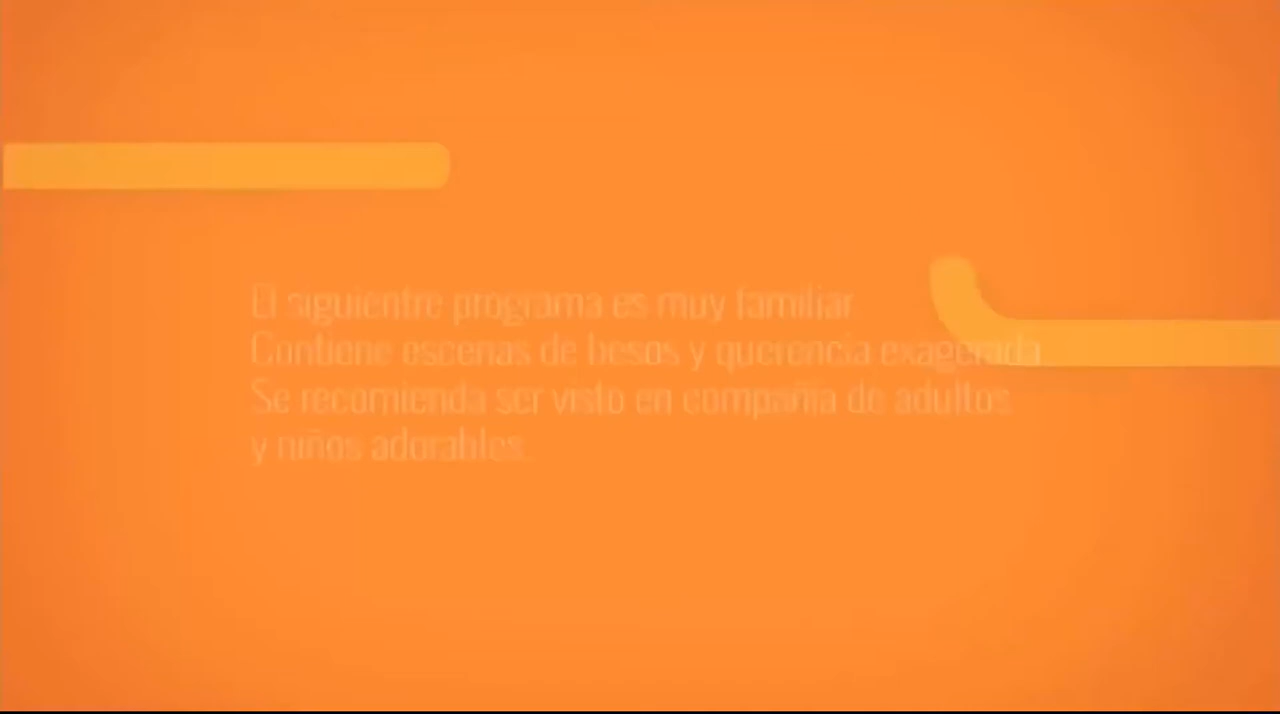 El siguientre programa es muy familiar
Contiene escenas de besos y querencia exagerada
Se recomienda ser visto en compañia de adultos
y niños adorables.